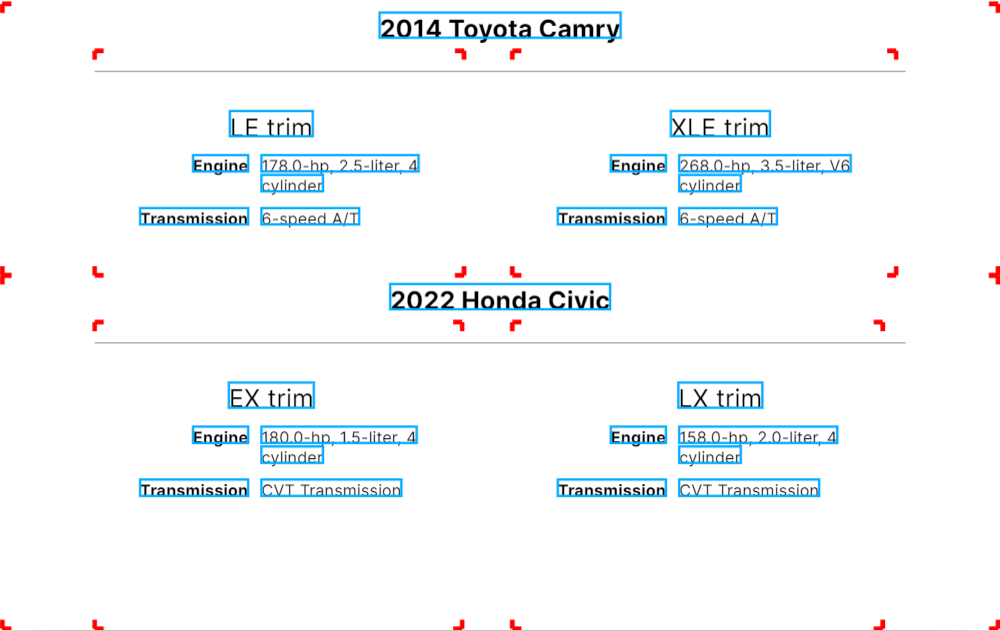 2014 Toyota Camry
LE trim
Engine 178.0-hp, 2.5-liter, 4
cylinder
Transmission 6-speed A/T
XLE trim
Engine 268.0-hp, 3.5-liter, V6
cylinder
Transmission 6-speed A/T
2022 Honda Civic
EX trim
Engine 180.0-hp, 1.5-liter, 4
cylinder
Transmission CVT Transmission
LX trim
Engine 158.0-hp, 2.0-liter, 4
cylinder
Transmission CVT Transmission